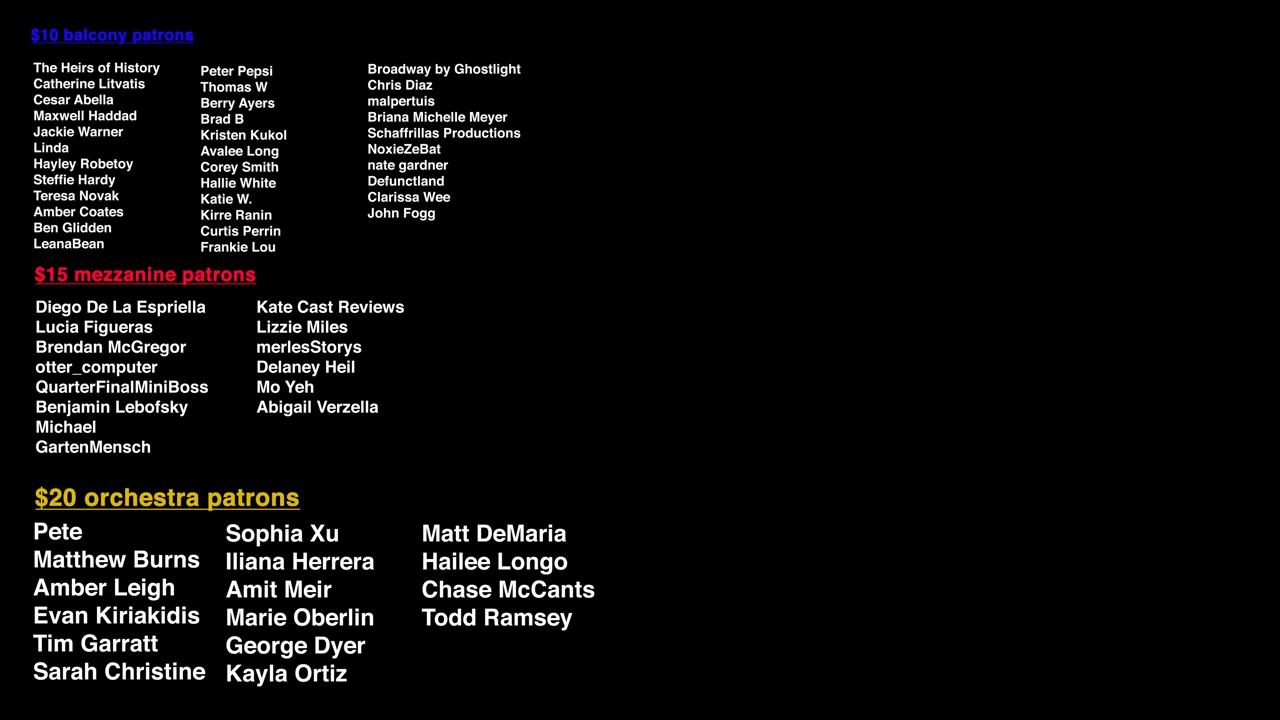 $10 balcony patrons
The Heirs of History
Catherine Litvatis
Cesar Abella
Maxwell Haddad
Jackie Warner
Linda
Hayley Robetoy
Steffie Hardy
Teresa Novak
Amber Coates
Ben Glidden
LeanaBean
Peter Pepsi
Thomas W
Berry Ayers
Brad B
Kristen Kukol
Avalee Long
Corey Smith
Hallie White
Katie W.
Kirre Ranin
Curtis Perrin
Frankie Lou
Broadway by Ghostlight
Chris Diaz
malpertuis
Briana Michelle Meyer
Schaffrillas Productions
NoxieZeBat
nate gardner
Defunctland
Clarissa Wee
John Fogg
$15 mezzanine patrons
Diego De La Espriella
Lucia Figueras
Brendan McGregor
otter_computer
QuarterFinalMiniBoss
Benjamin Lebofsky
Michael
GartenMensch
Kate Cast Reviews
Lizzie Miles
merlesStorys
Delaney Heil
Mo Yeh
Abigail Verzella
$20 orchestra patrons
Pete
Matthew Burns
Amber Leigh
Evan Kiriakidis
Tim Garratt
Sarah Christine
Sophia Xu
Iliana Herrera
Amit Meir
Marie Oberlin
George Dyer
Kayla Ortiz
Matt DeMaria
Hailee Longo
Chase McCants
Todd Ramsey